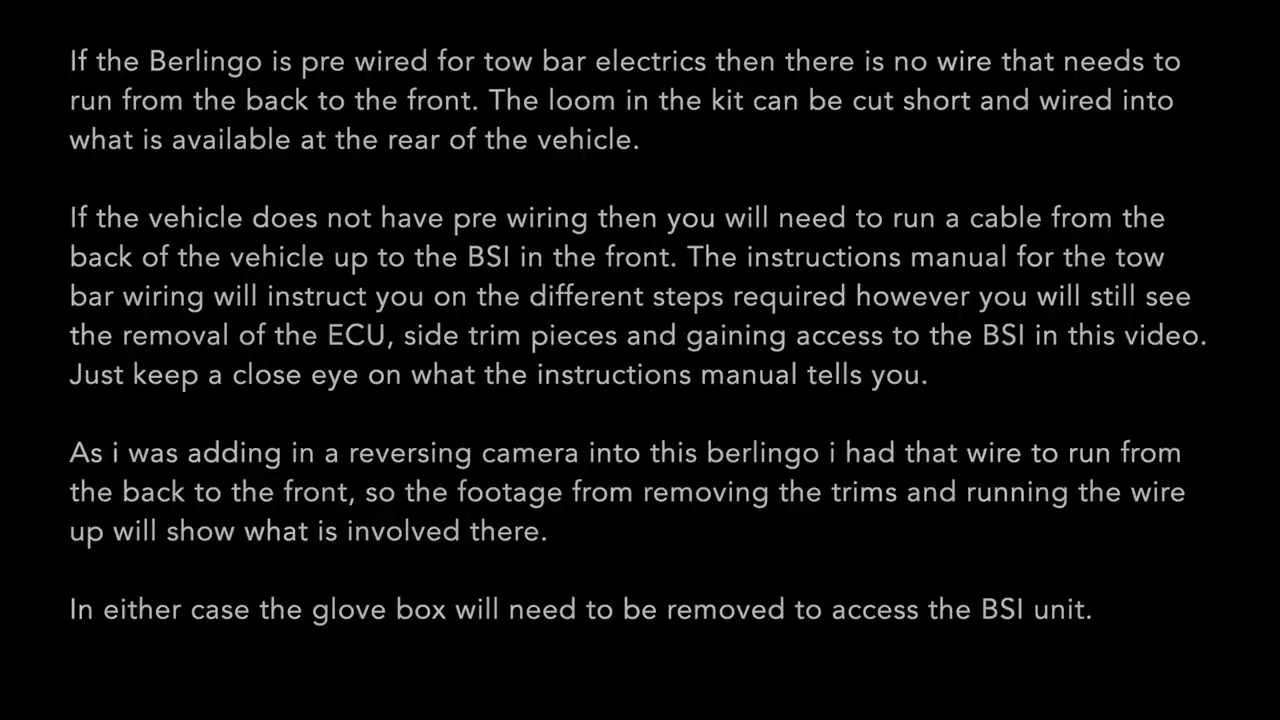 If the Berlingo is pre wired for tow bar electrics then there is no wire that needs to
run from the back to the front. The loom in the kit can be cut short and wired into
what is available at the rear of the vehicle.
If the vehicle does not have pre wiring then you will need to run a cable from the
back of the vehicle up to the BSI in the front. The instructions manual for the tow
bar wiring will instruct you on the different steps required however you will still see
the removal of the ECU, side trim pieces and gaining access to the BSI in this video.
Just keep a close eye on what the instructions manual tells you.
As i was adding in a reversing camera into this berlingo i had that wire to run from
the back to the front, so the footage from removing the trims and running the wire
up will show what is involved there.
In either case the glove box will need to be removed to access the BSI unit.